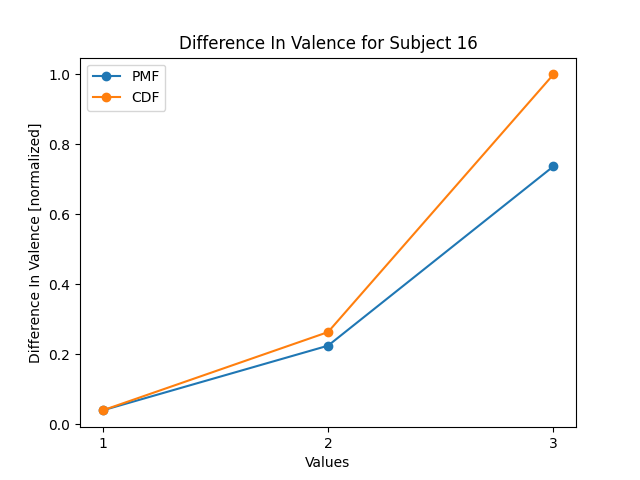 Difference In Valence for Subject 16
PMF
CDF
Difference In Valence [normalized]
1.0
0.8
0.6
0.4
0.2
0.0
1 2 3
Values